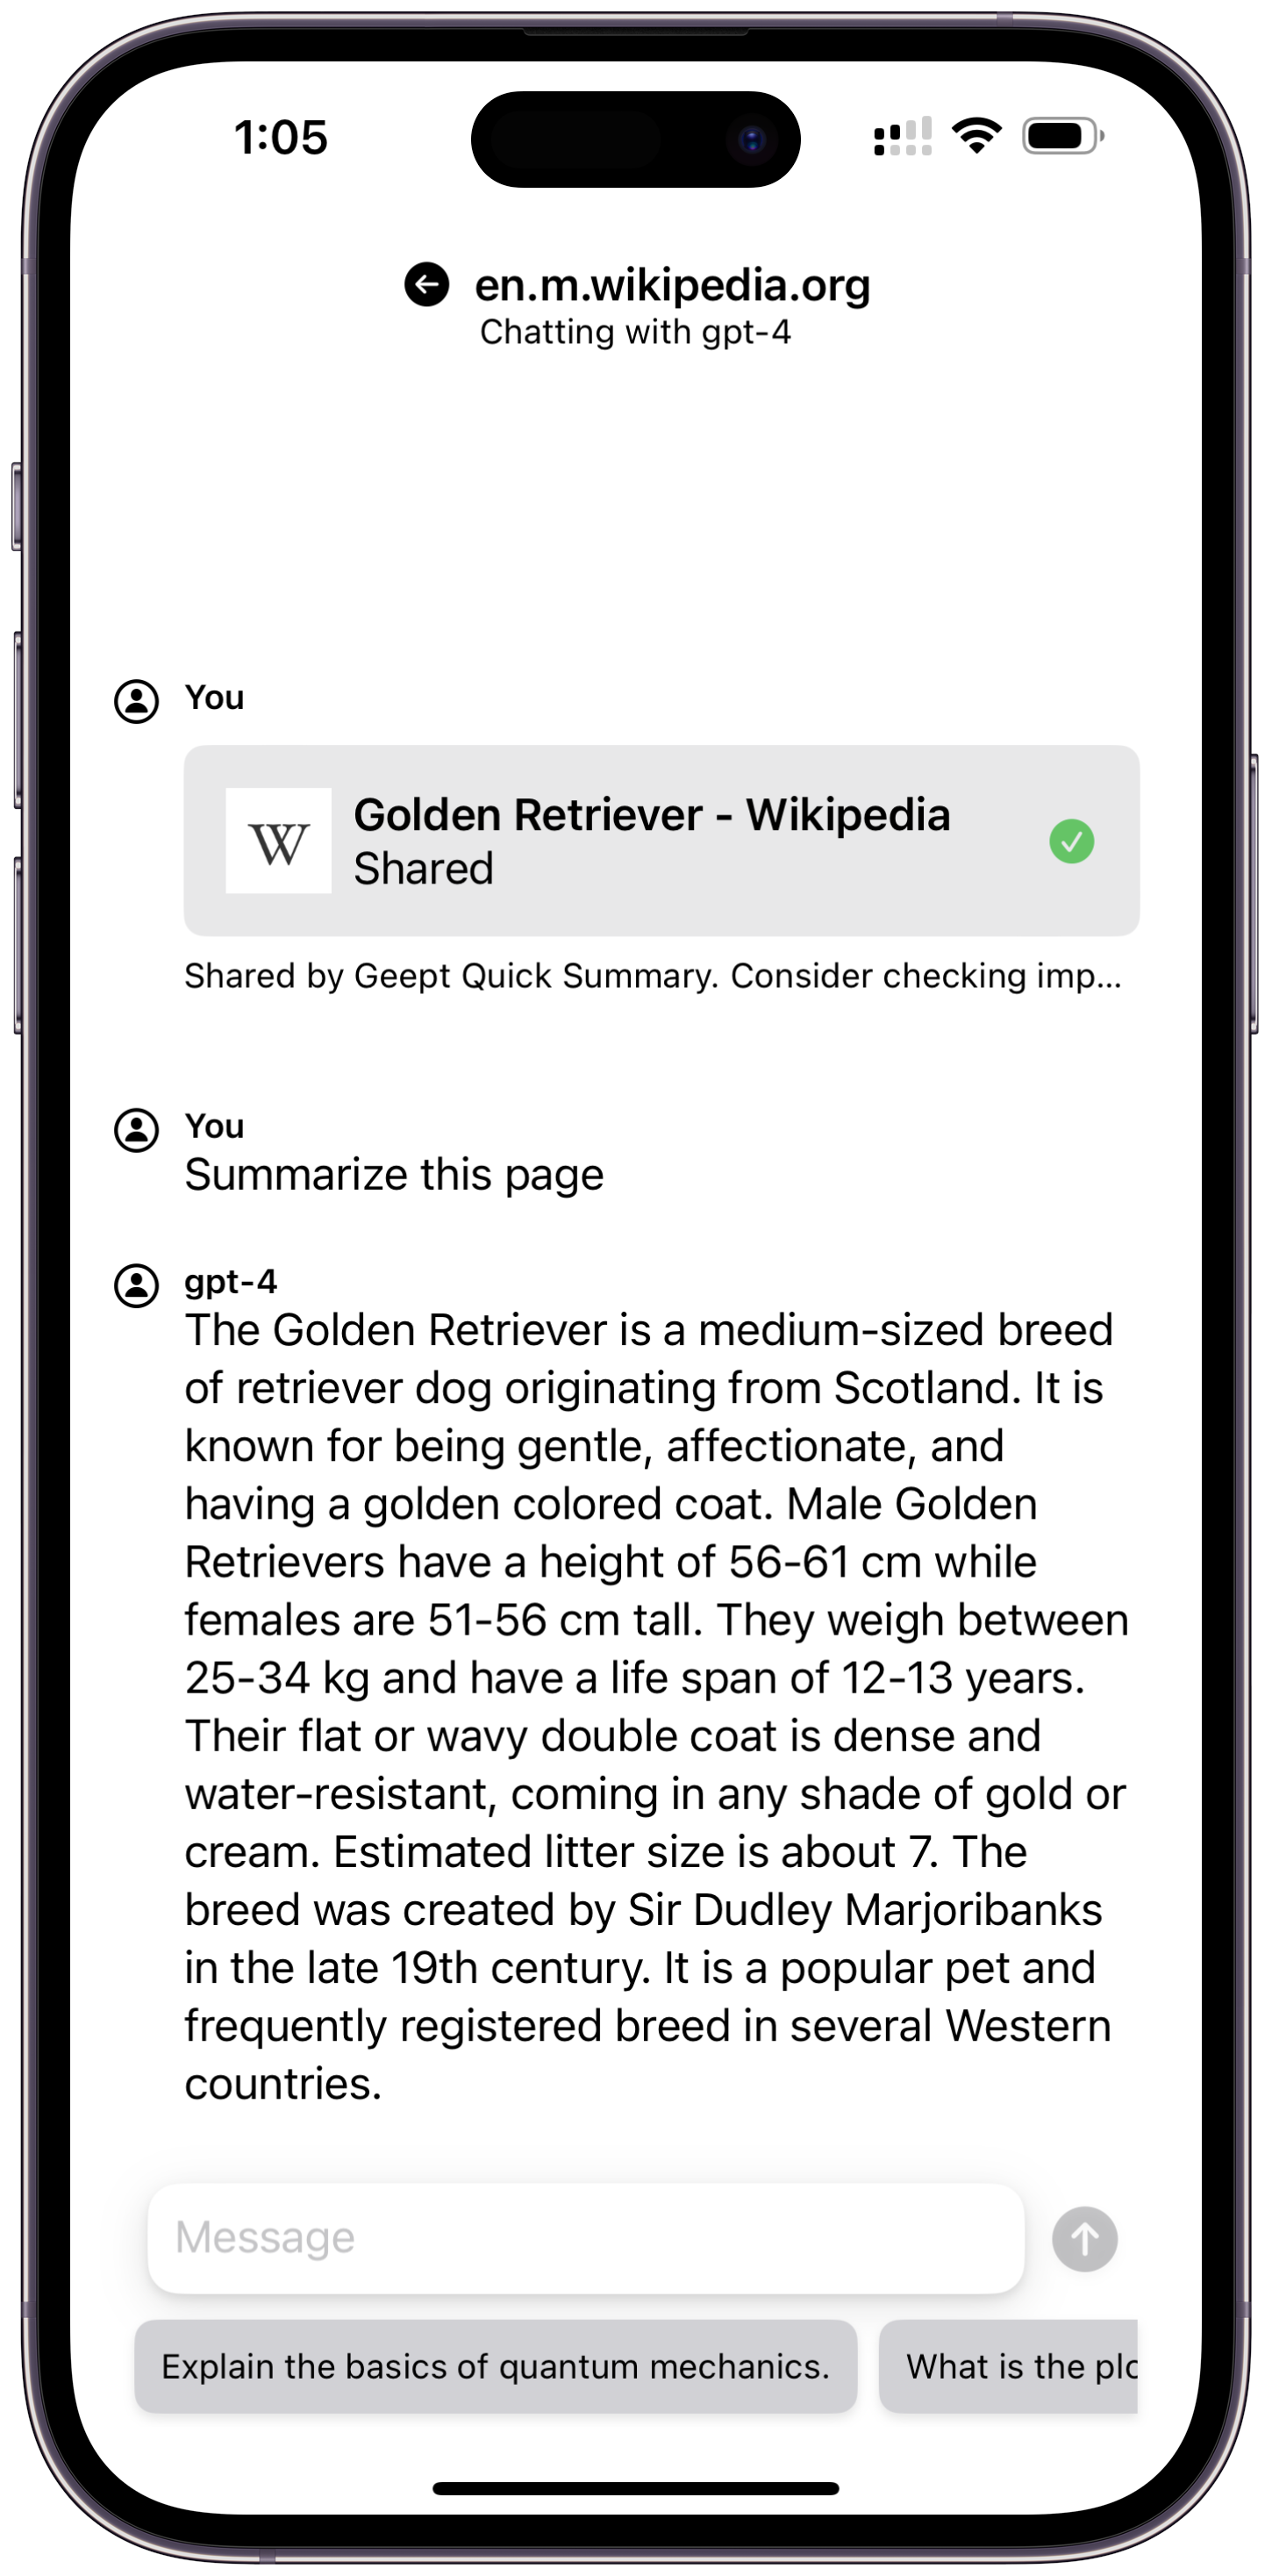 1:05
en.m.wikipedia.org
Chatting with gpt-4
You
W
Golden Retriever - Wikipedia
Shared
Shared by Geept Quick Summary. Consider checking imp...
You
Summarize this page
gpt-4
The Golden Retriever is a medium-sized breed
of retriever dog originating from Scotland. It is
known for being gentle, affectionate, and
having a golden colored coat. Male Golden
Retrievers have a height of 56-61 cm while
females are 51-56 cm tall. They weigh between
25-34 kg and have a life span of 12-13 years.
Their flat or wavy double coat is dense and
water-resistant, coming in any shade of gold or
cream. Estimated litter size is about 7. The
breed was created by Sir Dudley Marjoribanks
in the late 19th century. It is a popular pet and
frequently registered breed in several Western
countries.
Message
Explain the basics of quantum mechanics.
What is the